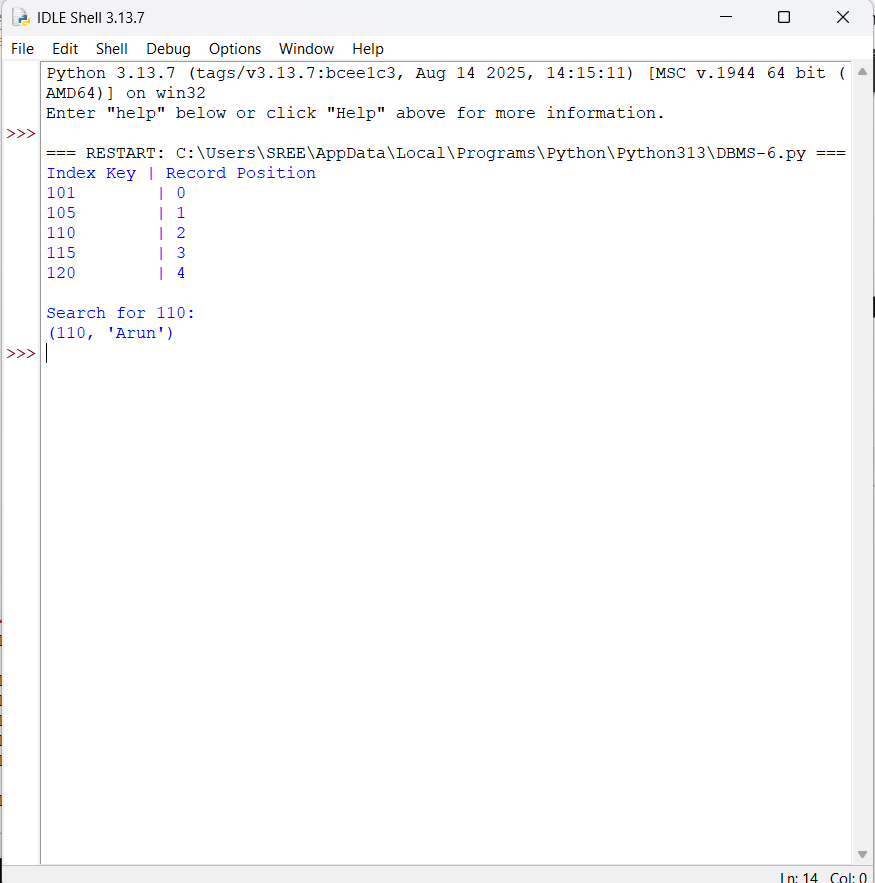 IDLE Shell 3.13.7
File Edit Shell Debug Options Window Help
Python 3.13.7 (tags/v3.13.7:bcee1c3, Aug 14 2025, 14:15:11) [MSC v.1944 64 bit (
AMD64)] on win32
Enter "help" below or click "Help" above for more information.
>>>
=== RESTART: C:\Users\SREE\AppData\Local\Programs\Python\Python313\DBMS-6.py ===
Index Key | Record Position
101        | 0
105        | 1
110        | 2
115        | 3
120        | 4
Search for 110:
(110, 'Arun')
>>>
Ln: 14 Col: 0